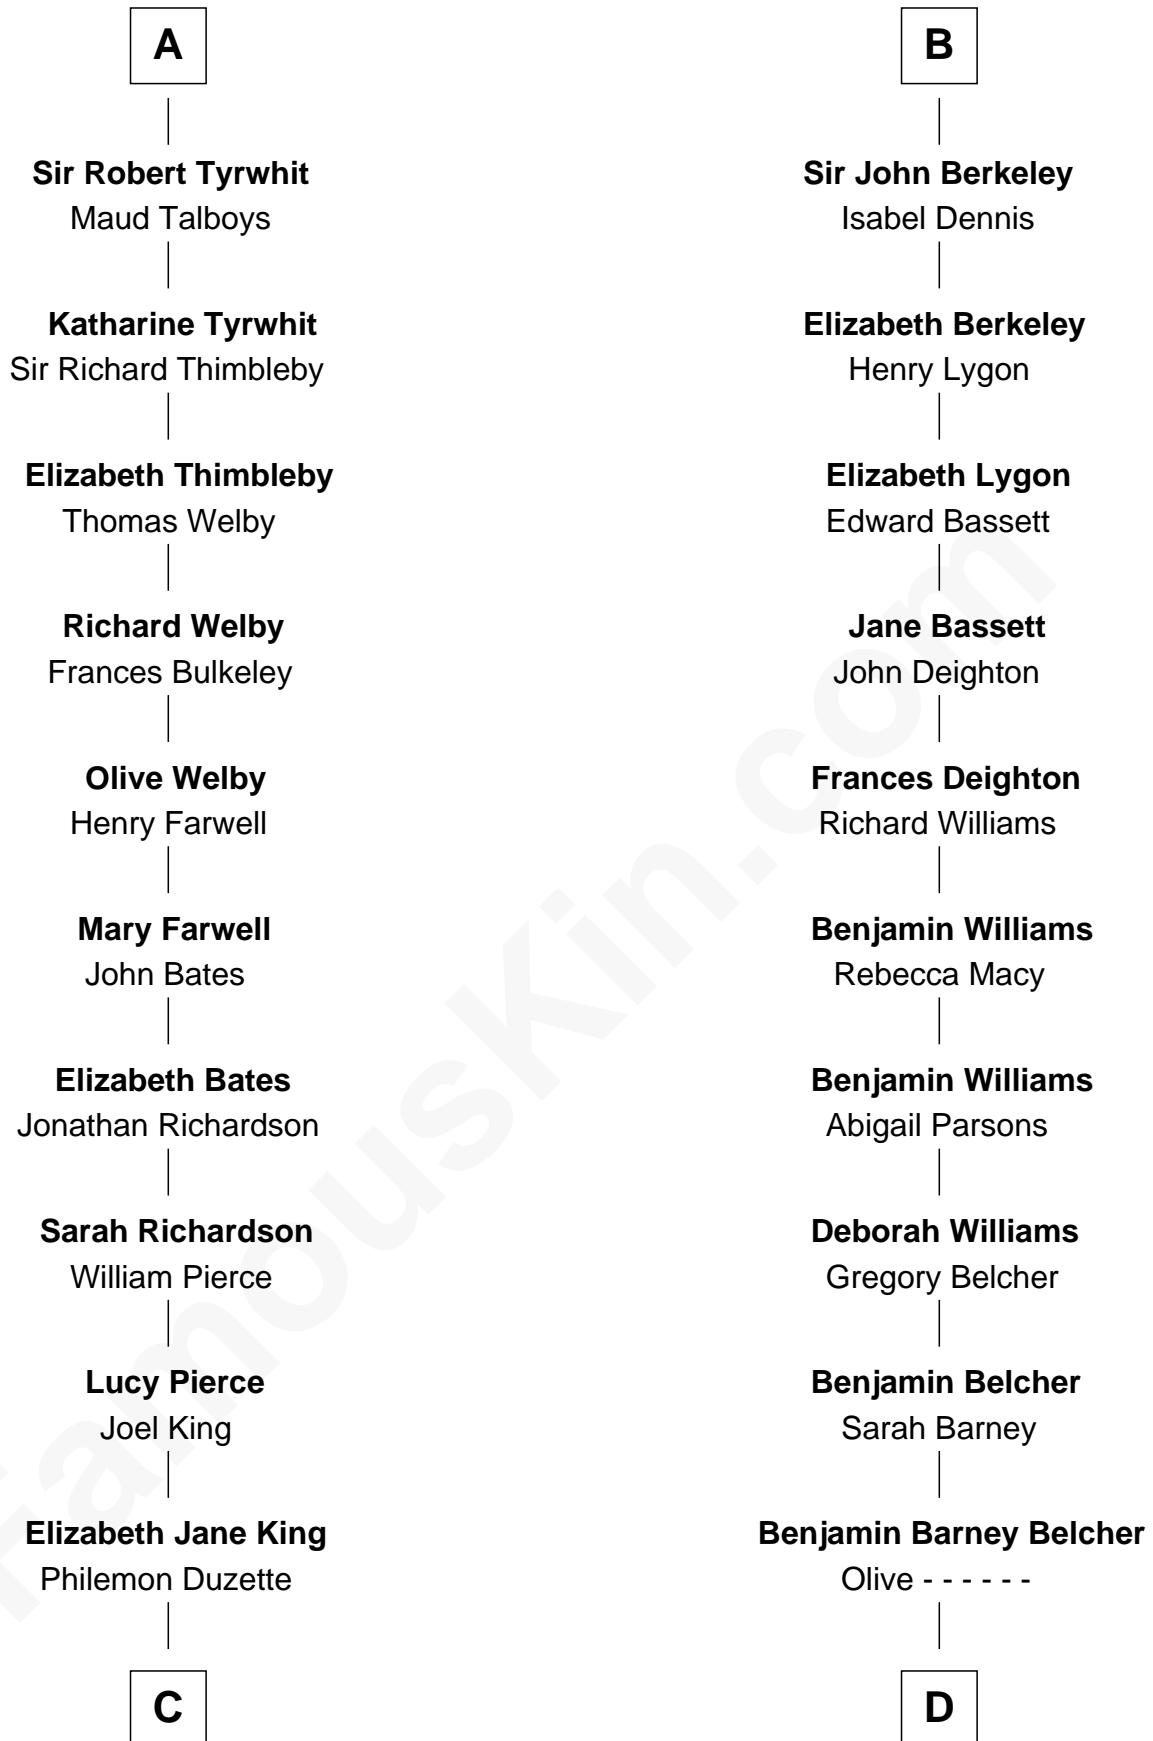 A
Sir Robert Tyrwhit
Maud Talboys
Katharine Tyrwhit
Sir Richard Thimbleby
Elizabeth Thimbleby
Thomas Welby
Richard Welby
Frances Bulkeley
Olive Welby
Henry Farwell
Mary Farwell
John Bates
Elizabeth Bates
Jonathan Richardson
Sarah Richardson
William Pierce
Lucy Pierce
Joel King
Elizabeth Jane King
Philemon Duzette
C
B
Sir John Berkeley
Isabel Dennis
Elizabeth Berkeley
Henry Lygon
Elizabeth Lygon
Edward Bassett
Jane Bassett
John Deighton
Frances Deighton
Richard Williams
Benjamin Williams
Rebecca Macy
Benjamin Williams
Abigail Parsons
Deborah Williams
Gregory Belcher
Benjamin Belcher
Sarah Barney
Benjamin Barney Belcher
Olive - - - - - -
D
FamousKin.com